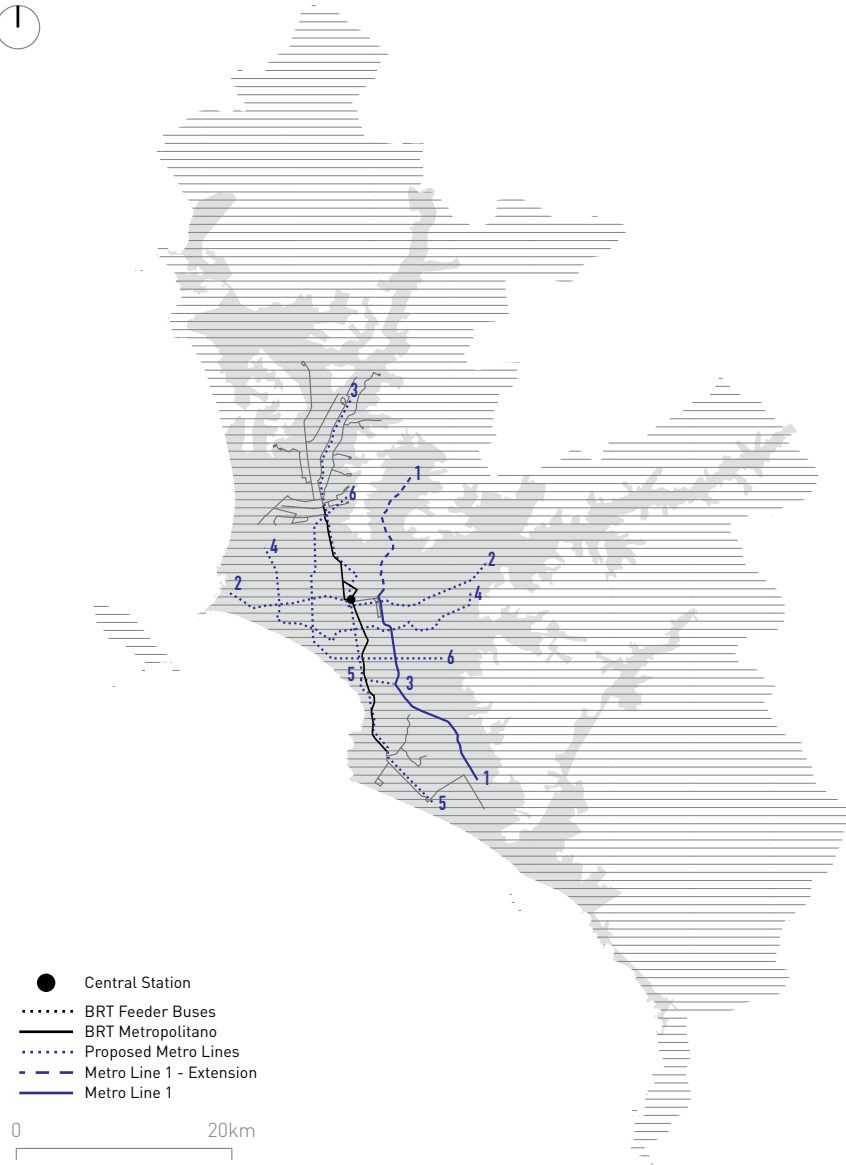 3
1
6
4
2
2
4
6
5
3
1
5
Central Station
BRT Feeder Buses
BRT Metropolitano
Proposed Metro Lines
Metro Line 1 - Extension
Metro Line 1
0 20km